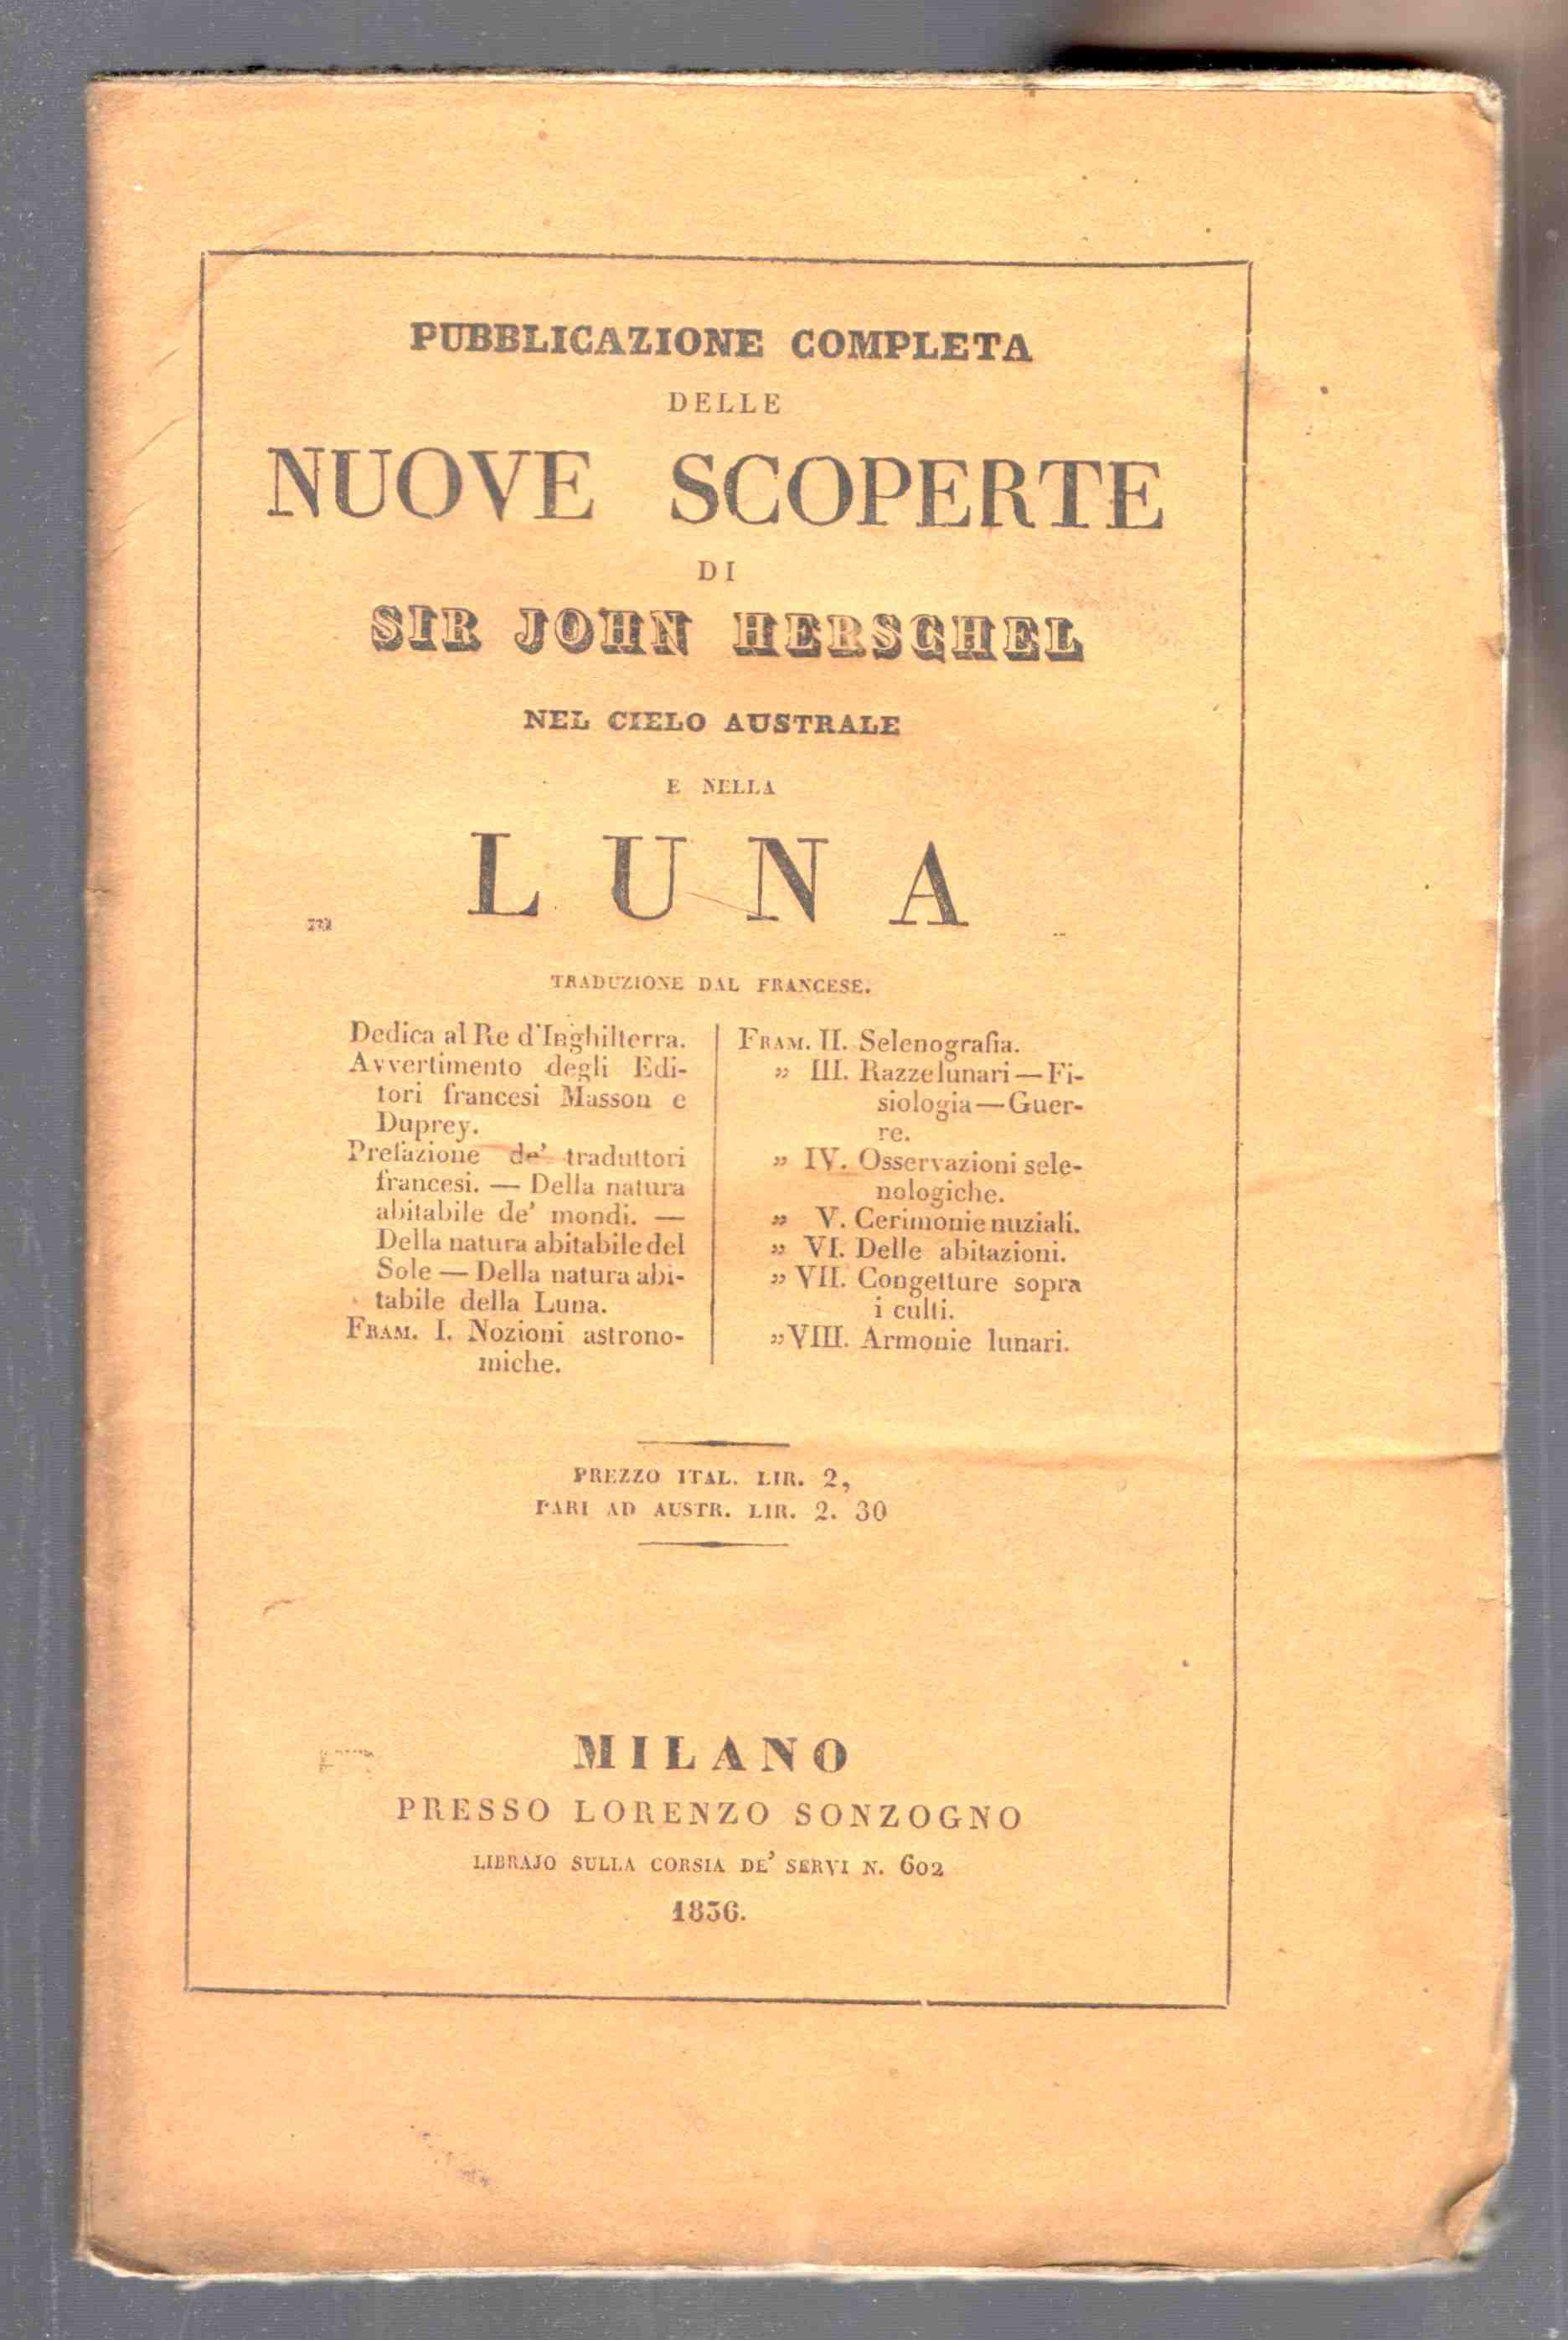 PUBBLICAZIONE COMPLETA
DELLE
NUOVE SCOPERTE
DI
SIR JOHN HERSCHEL
NEL CIELO AUSTRALE
E NELLA
LUNA
TRADUZIONE DAL FRANCESE.
Dedica al Re d'Inghilterra.
Avvertimento degli Edi-
tori francesi Masson e
Duprey.
Prefazione de' traduttori
francesi. — Della natura
abitabile de' mondi. —
Della natura abitabile del
Sole — Della natura abi-
tabile della Luna.
FRAM. I. Nozioni astrono-
miche.
FRAM. II. Selenografia.
„ III. Razze lunari — Fi-
siologia — Guer-
re.
„ IV. Osservazioni sele-
nologiche.
„ V. Cerimonie nuziali.
„ VI. Delle abitazioni.
„ VII. Congetture sopra
i culti.
„ VIII. Armonie lunari.
PREZZO ITAL. LIR. 2,
PARI AD AUSTR. LIR. 2. 30
MILANO
PRESSO LORENZO SONZOGNO
LIBRAJO SULLA CORSIA DE' SERVI N. 602
1836.